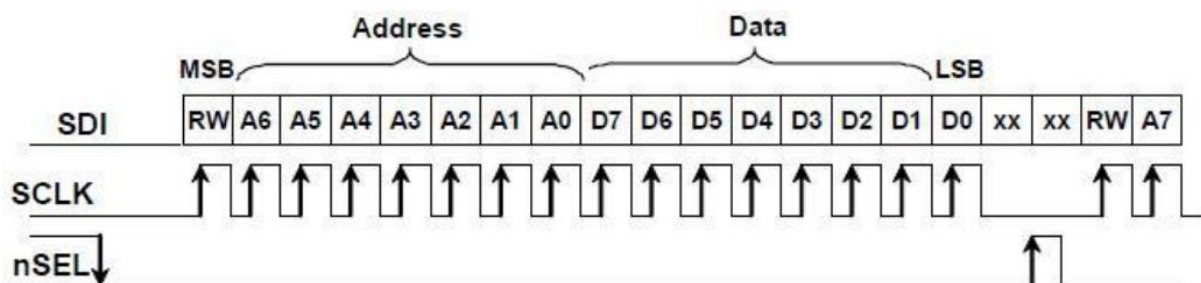 Address Data
MSB LSB
SDI RW A6 A5 A4 A3 A2 A1 A0 D7 D6 D5 D4 D3 D2 D1 D0 xx xx RW A7
SCLK
nSEL